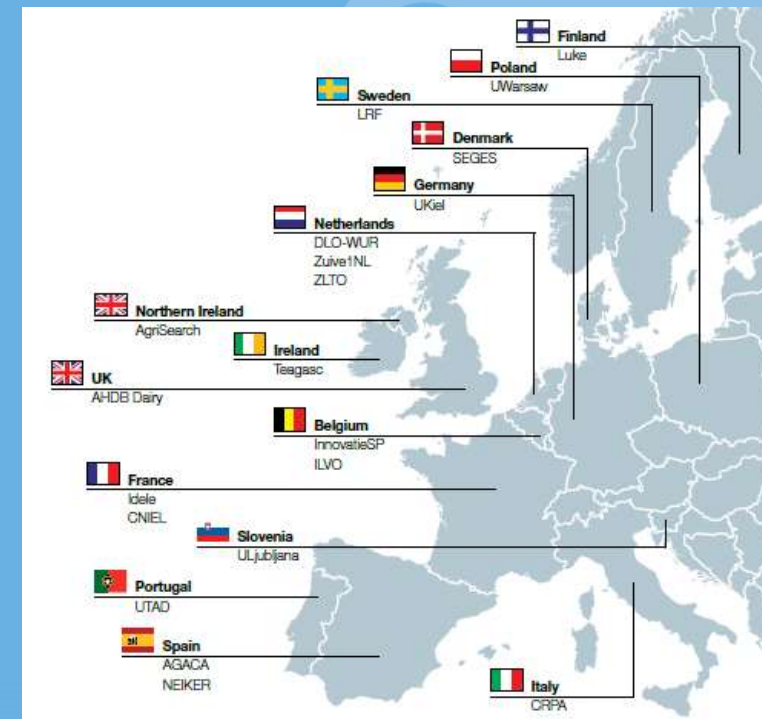 Finland
Luke
Poland
UWarsaw
Sweden
LRF
Denmark
SEGES
Germany
UKiel
Netherlands
DLO-WUR
Zuive1NL
ZLTO
Northern Ireland
AgriSearch
Ireland
Teagasc
UK
AHDB Dairy
Belgium
InnovatieSP
ILVO
France
Idele
CNIEL
Slovenia
ULjubljana
Portugal
UTAD
Spain
AGACA
NEIKER
Italy
CRPA